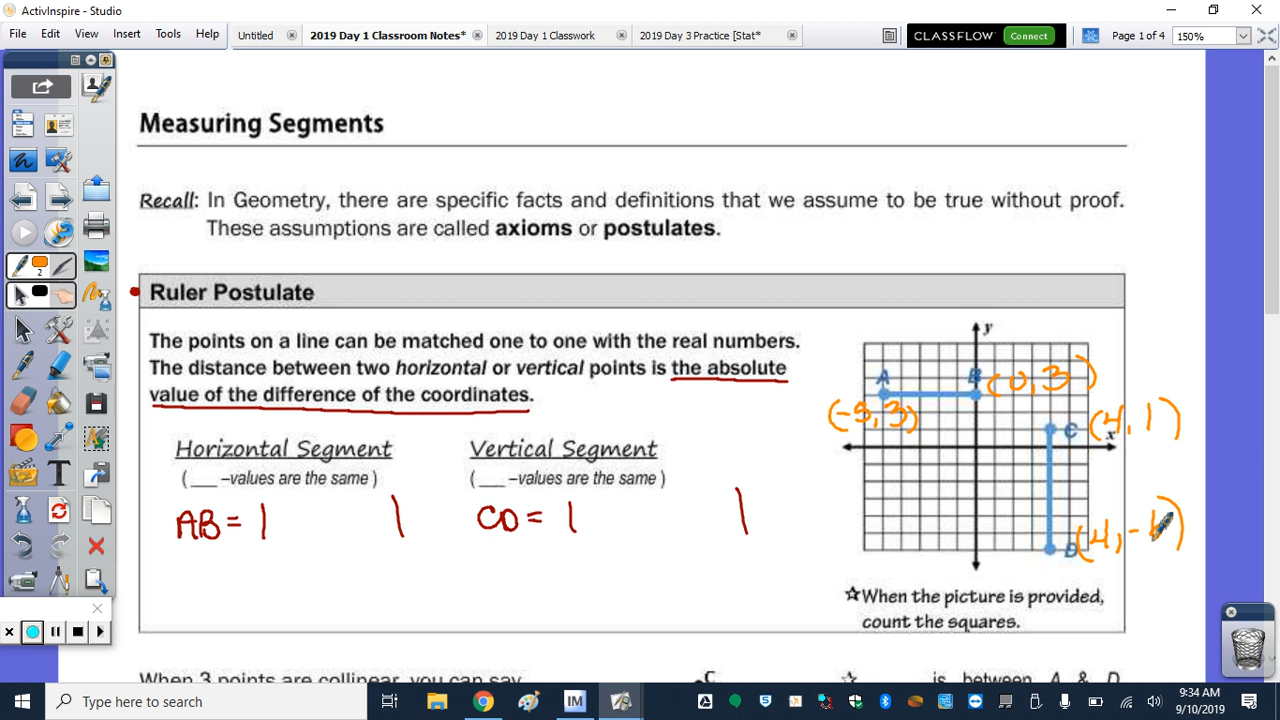 ActivInspire - Studio
File Edit View Insert Tools Help Untitled 2019 Day 1 Classroom Notes* 2019 Day 1 Classwork 2019 Day 3 Practice [Stat* CLASSFLOW Connect Page 1 of 4 150%
Measuring Segments
Recall: In Geometry, there are specific facts and definitions that we assume to be true without proof.
These assumptions are called axioms or postulates.
Ruler Postulate
The points on a line can be matched one to one with the real numbers.
The distance between two horizontal or vertical points is the absolute
value of the difference of the coordinates.
Horizontal Segment
(___ -values are the same)
AB = | |
Vertical Segment
(___ -values are the same)
CD = | |
y
A B (0,3)
(-5,3)
C (4,1)
x
D (4,-6)
☆When the picture is provided,
count the squares.
When 3 points are collinear, you can say
C
☆ is between A & D
2
Type here to search
9:34 AM
9/10/2019